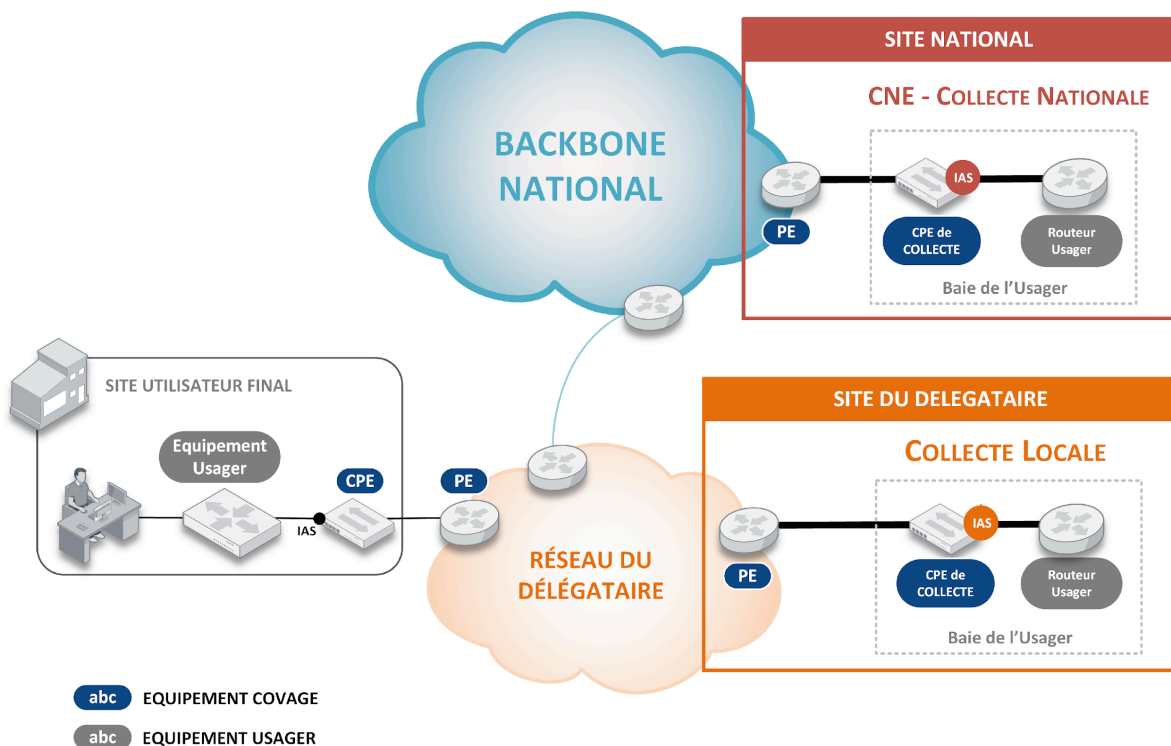 SITE NATIONAL
CNE - COLLECTE NATIONALE
BACKBONE
NATIONAL
IAS
PE
CPE de
COLLECTE
Routeur
Usager
Baie de l'Usager
SITE UTILISATEUR FINAL
Equipement
Usager
CPE
PE
IAS
RÉSEAU DU
DÉLÉGATAIRE
SITE DU DELEGATAIRE
COLLECTE LOCALE
IAS
PE
CPE de
COLLECTE
Routeur
Usager
Baie de l'Usager
abc EQUIPEMENT COVAGE
abc EQUIPEMENT USAGER